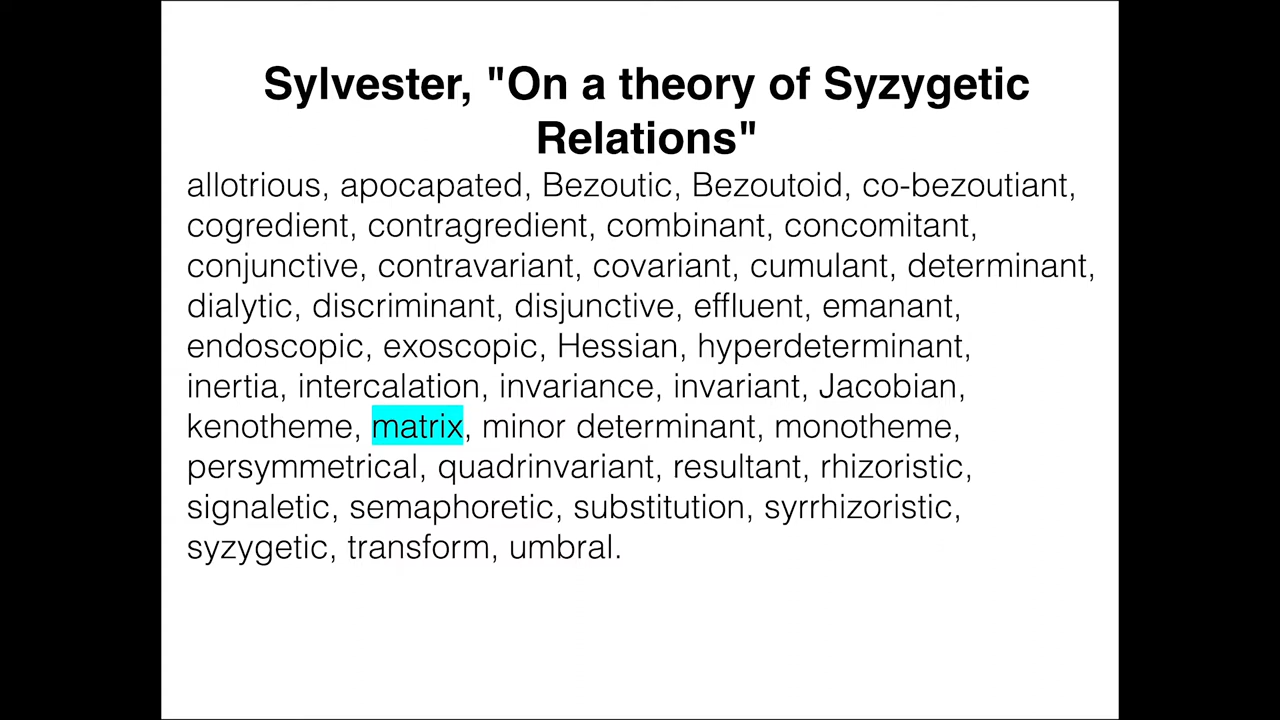 Sylvester, "On a theory of Syzygetic
Relations"
allotrious, apocapated, Bezoutic, Bezoutoid, co-bezoutiant,
cogredient, contragredient, combinant, concomitant,
conjunctive, contravariant, covariant, cumulant, determinant,
dialytic, discriminant, disjunctive, effluent, emanant,
endoscopic, exoscopic, Hessian, hyperdeterminant,
inertia, intercalation, invariance, invariant, Jacobian,
kenotheme, matrix, minor determinant, monotheme,
persymmetrical, quadrinvariant, resultant, rhizoristic,
signaletic, semaphoretic, substitution, syrrhizoristic,
syzygetic, transform, umbral.